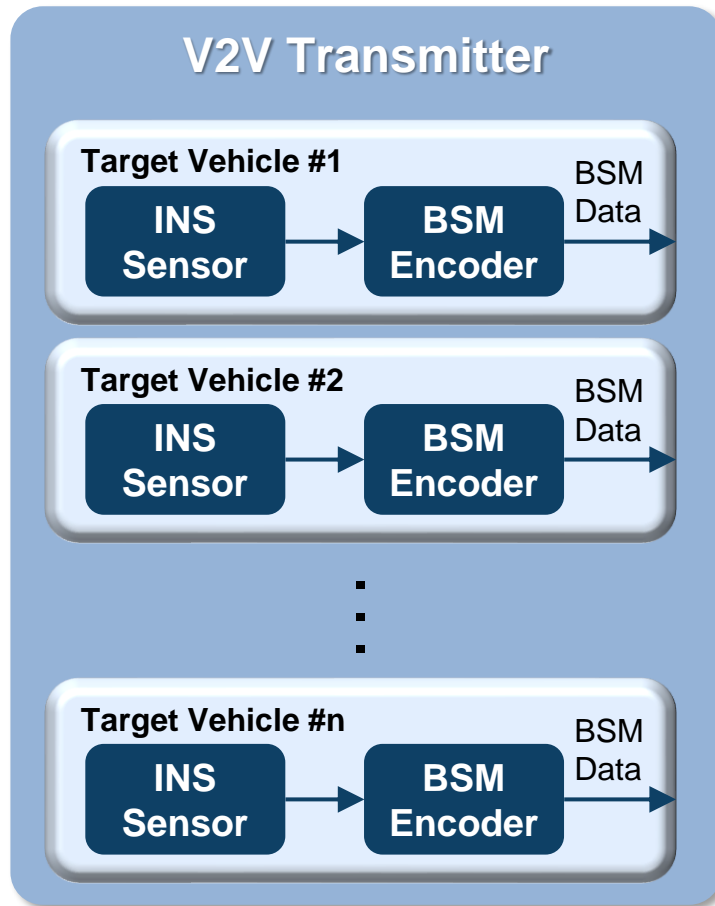 V2V Transmitter
Target Vehicle #1
INS
Sensor
BSM
Encoder
BSM
Data
Target Vehicle #2
INS
Sensor
BSM
Encoder
BSM
Data
Target Vehicle #n
INS
Sensor
BSM
Encoder
BSM
Data